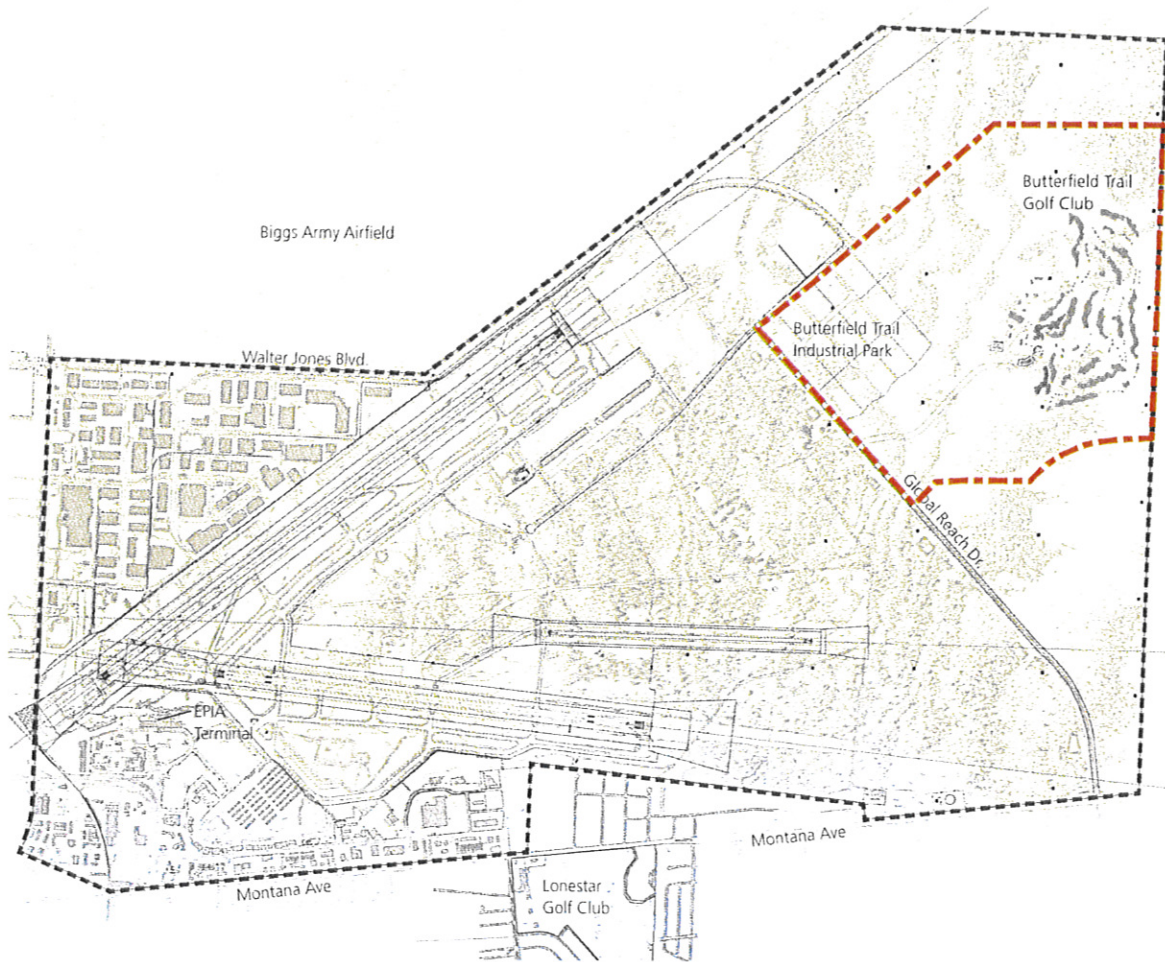 Butterfield Trail
Golf Club
Biggs Army Airfield
Butterfield Trail
Industrial Park
Walter Jones Blvd.
Global Reach Dr.
EPIA
Terminal
Montana Ave
Montana Ave
Lonestar
Golf Club